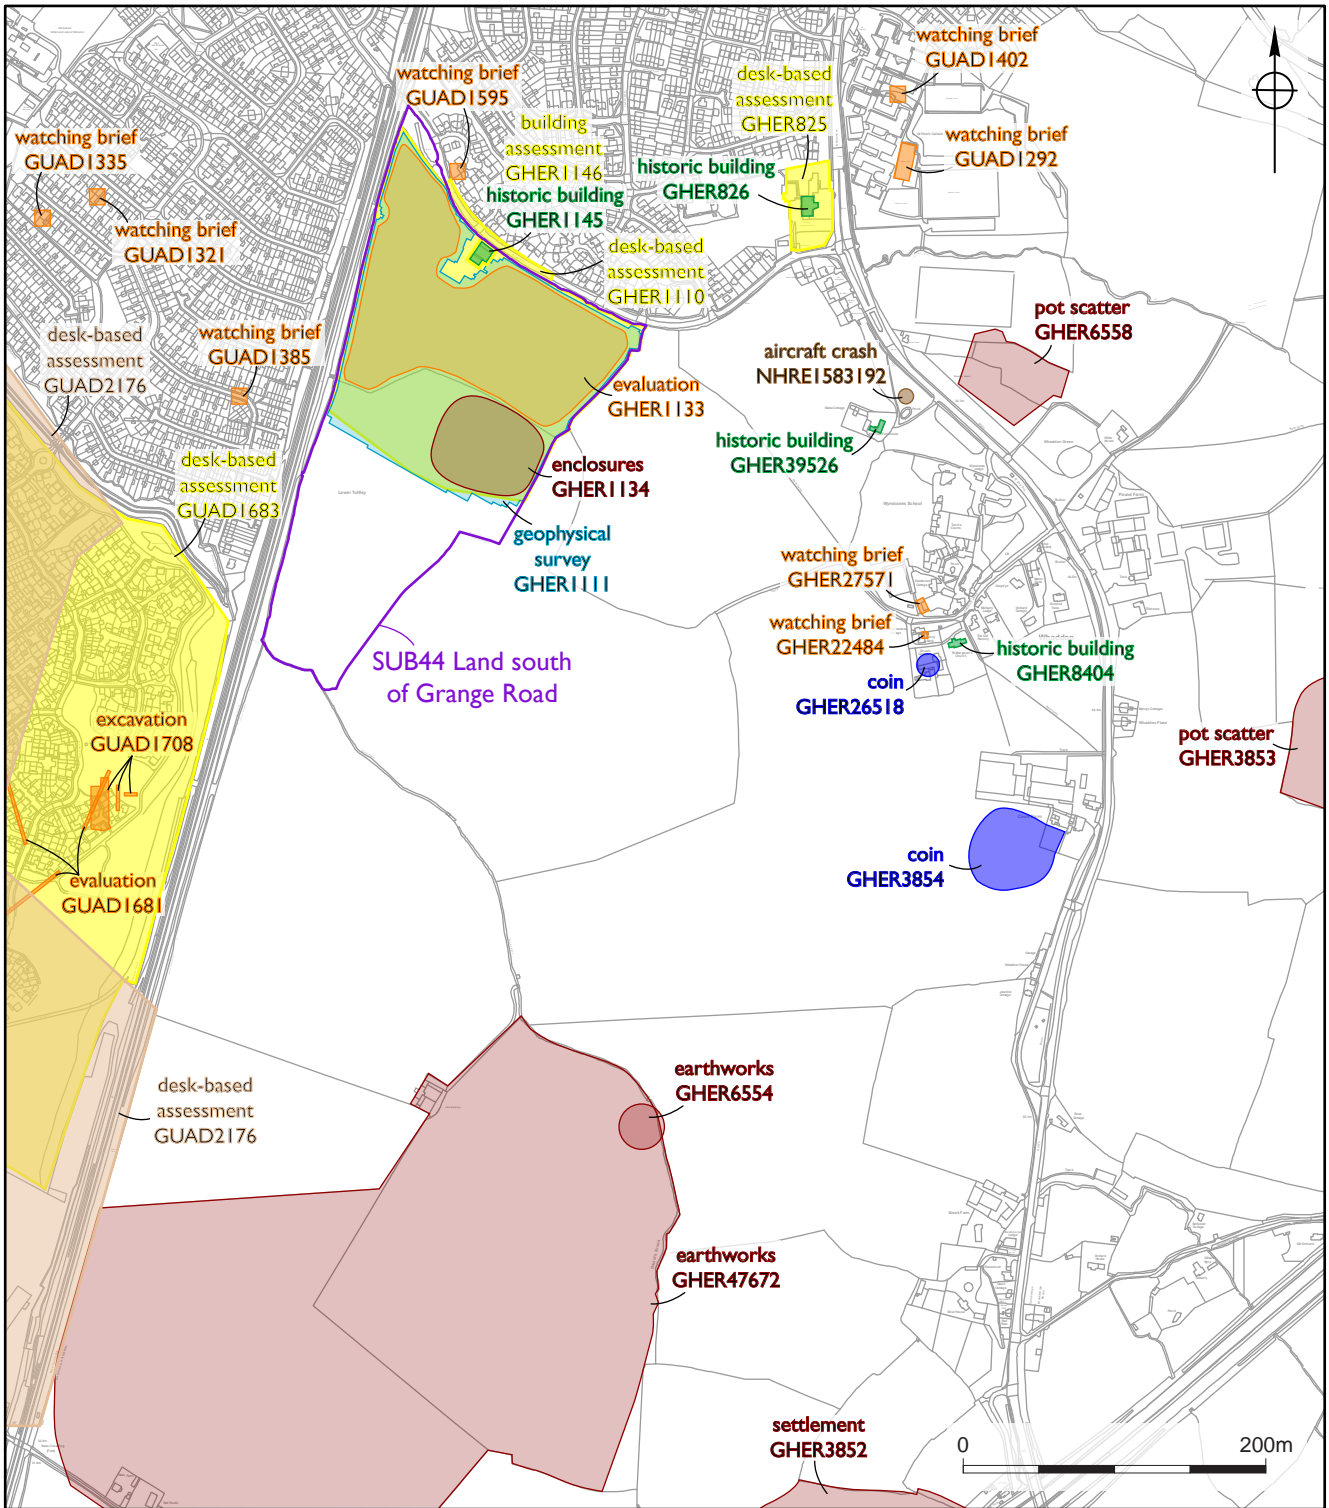 watching brief
GUAD1402
watching brief
GUAD1595
desk-based
assessment
GHER825
building
assessment
GHER1146
watching brief
GUAD1335
watching brief
GUAD1292
historic building
GHER826
historic building
GHER1145
watching brief
GUAD1321
desk-based
assessment
GHER1110
pot scatter
GHER6558
desk-based
assessment
GUAD2176
watching brief
GUAD1385
aircraft crash
NHRE1583192
evaluation
GHER1133
historic building
GHER39526
desk-based
assessment
GUAD1683
enclosures
GHER1134
Lower Tuffley
Wynstones School
geophysical
survey
GHER1111
watching brief
GHER27571
watching brief
GHER22484
historic building
GHER8404
SUB44 Land south
of Grange Road
coin
GHER26518
excavation
GUAD1708
pot scatter
GHER3853
coin
GHER3854
evaluation
GUAD1681
earthworks
GHER6554
desk-based
assessment
GUAD2176
earthworks
GHER47672
settlement
GHER3852
0 200m